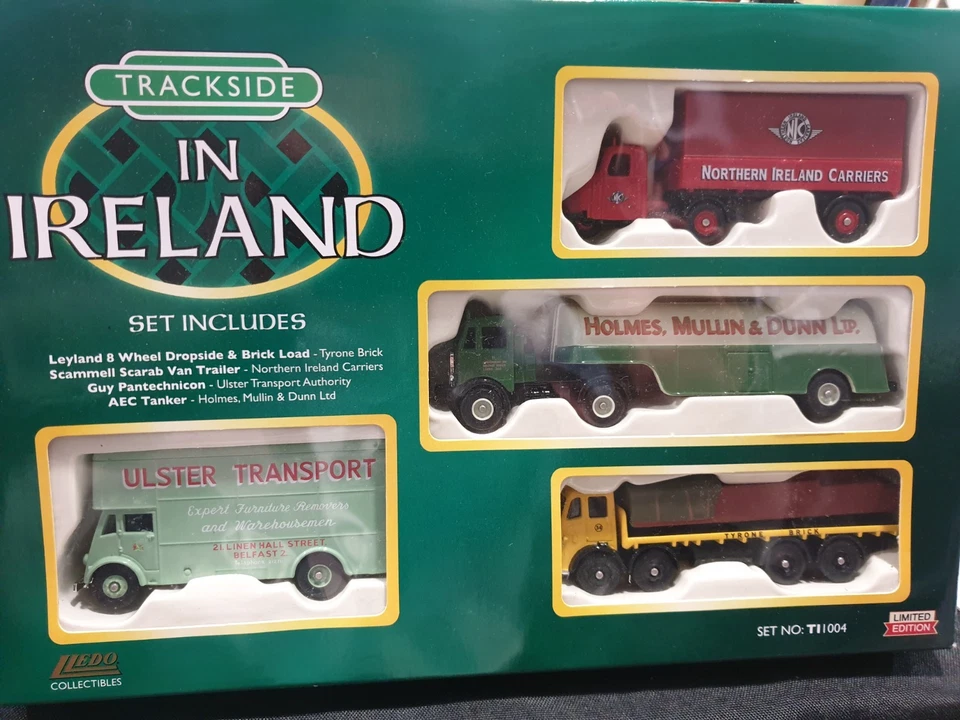 TRACKSIDE
IN
IRELAND
SET INCLUDES
Leyland 8 Wheel Dropside & Brick Load - Tyrone Brick
Scammell Scarab Van Trailer - Northern Ireland Carriers
Guy Pantechnicon - Ulster Transport Authority
AEC Tanker - Holmes, Mullin & Dunn Ltd
NIC
NORTHERN IRELAND CARRIERS
HOLMES, MULLIN & DUNN LTD.
ULSTER TRANSPORT
Expert Furniture Removers
and Warehousemen
21, LINEN HALL STREET.
BELFAST 2.
TYRONE BRICK
SET NO: T11004
LIMITED
EDITION
LLEDO
COLLECTIBLES